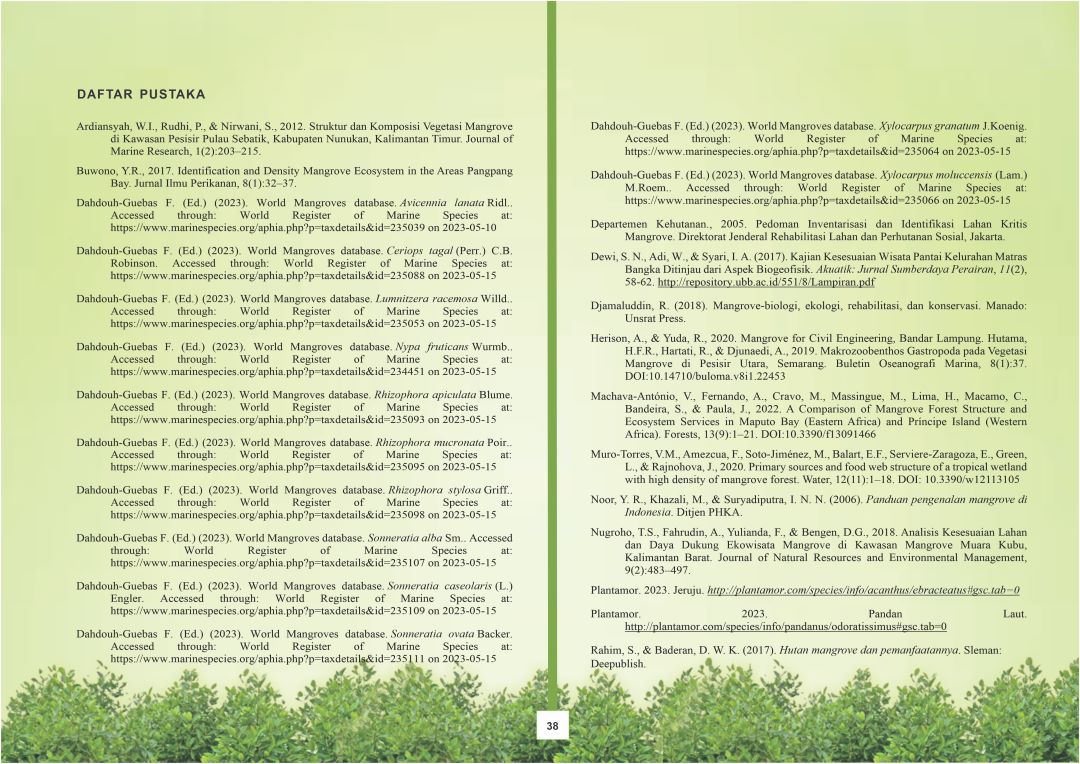 DAFTAR PUSTAKA
Ardiansyah, W.I., Rudhi, P., & Nirwani, S., 2012. Struktur dan Komposisi Vegetasi Mangrove
di Kawasan Pesisir Pulau Sebatik, Kabupaten Nunukan, Kalimantan Timur. Journal of
Marine Research, 1(2):203–215.
Buwono, Y.R., 2017. Identification and Density Mangrove Ecosystem in the Areas Pangpang
Bay. Jurnal Ilmu Perikanan, 8(1):32–37.
Dahdouh-Guebas F. (Ed.) (2023). World Mangroves database. Avicennia lanata Ridl..
Accessed through: World Register of Marine Species at:
https://www.marinespecies.org/aphia.php?p=taxdetails&id=235039 on 2023-05-10
Dahdouh-Guebas F. (Ed.) (2023). World Mangroves database. Ceriops tagal (Perr.) C.B.
Robinson. Accessed through: World Register of Marine Species at:
https://www.marinespecies.org/aphia.php?p=taxdetails&id=235088 on 2023-05-15
Dahdouh-Guebas F. (Ed.) (2023). World Mangroves database. Lumnitzera racemosa Willd..
Accessed through: World Register of Marine Species at:
https://www.marinespecies.org/aphia.php?p=taxdetails&id=235053 on 2023-05-15
Dahdouh-Guebas F. (Ed.) (2023). World Mangroves database. Nypa fruticans Wurmb..
Accessed through: World Register of Marine Species at:
https://www.marinespecies.org/aphia.php?p=taxdetails&id=234451 on 2023-05-15
Dahdouh-Guebas F. (Ed.) (2023). World Mangroves database. Rhizophora apiculata Blume.
Accessed through: World Register of Marine Species at:
https://www.marinespecies.org/aphia.php?p=taxdetails&id=235093 on 2023-05-15
Dahdouh-Guebas F. (Ed.) (2023). World Mangroves database. Rhizophora mucronata Poir..
Accessed through: World Register of Marine Species at:
https://www.marinespecies.org/aphia.php?p=taxdetails&id=235095 on 2023-05-15
Dahdouh-Guebas F. (Ed.) (2023). World Mangroves database. Rhizophora stylosa Griff..
Accessed through: World Register of Marine Species at:
https://www.marinespecies.org/aphia.php?p=taxdetails&id=235098 on 2023-05-15
Dahdouh-Guebas F. (Ed.) (2023). World Mangroves database. Sonneratia alba Sm.. Accessed
through: World Register of Marine Species at:
https://www.marinespecies.org/aphia.php?p=taxdetails&id=235107 on 2023-05-15
Dahdouh-Guebas F. (Ed.) (2023). World Mangroves database. Sonneratia caseolaris (L.)
Engler. Accessed through: World Register of Marine Species at:
https://www.marinespecies.org/aphia.php?p=taxdetails&id=235109 on 2023-05-15
Dahdouh-Guebas F. (Ed.) (2023). World Mangroves database. Sonneratia ovata Backer.
Accessed through: World Register of Marine Species at:
https://www.marinespecies.org/aphia.php?p=taxdetails&id=235111 on 2023-05-15
Dahdouh-Guebas F. (Ed.) (2023). World Mangroves database. Xylocarpus granatum J.Koenig.
Accessed through: World Register of Marine Species at:
https://www.marinespecies.org/aphia.php?p=taxdetails&id=235064 on 2023-05-15
Dahdouh-Guebas F. (Ed.) (2023). World Mangroves database. Xylocarpus moluccensis (Lam.)
M.Roem.. Accessed through: World Register of Marine Species at:
https://www.marinespecies.org/aphia.php?p=taxdetails&id=235066 on 2023-05-15
Departemen Kehutanan., 2005. Pedoman Inventarisasi dan Identifikasi Lahan Kritis
Mangrove. Direktorat Jenderal Rehabilitasi Lahan dan Perhutanan Sosial, Jakarta.
Dewi, S. N., Adi, W., & Syari, I. A. (2017). Kajian Kesesuaian Wisata Pantai Kelurahan Matras
Bangka Ditinjau dari Aspek Biogeofisik. Akuatik: Jurnal Sumberdaya Perairan, 11(2),
58-62. http://repository.ubb.ac.id/551/8/Lampiran.pdf
Djamaluddin, R. (2018). Mangrove-biologi, ekologi, rehabilitasi, dan konservasi. Manado:
Unsrat Press.
Herison, A., & Yuda, R., 2020. Mangrove for Civil Engineering, Bandar Lampung. Hutama,
H.F.R., Hartati, R., & Djunaedi, A., 2019. Makrozoobenthos Gastropoda pada Vegetasi
Mangrove di Pesisir Utara, Semarang. Buletin Oseanografi Marina, 8(1):37.
DOI:10.14710/buloma.v8i1.22453
Machava-António, V., Fernando, A., Cravo, M., Massingue, M., Lima, H., Macamo, C.,
Bandeira, S., & Paula, J., 2022. A Comparison of Mangrove Forest Structure and
Ecosystem Services in Maputo Bay (Eastern Africa) and Príncipe Island (Western
Africa). Forests, 13(9):1–21. DOI:10.3390/f13091466
Muro-Torres, V.M., Amezcua, F., Soto-Jiménez, M., Balart, E.F., Serviere-Zaragoza, E., Green,
L., & Rajnohova, J., 2020. Primary sources and food web structure of a tropical wetland
with high density of mangrove forest. Water, 12(11):1–18. DOI: 10.3390/w12113105
Noor, Y. R., Khazali, M., & Suryadiputra, I. N. N. (2006). Panduan pengenalan mangrove di
Indonesia. Ditjen PHKA.
Nugroho, T.S., Fahrudin, A., Yulianda, F., & Bengen, D.G., 2018. Analisis Kesesuaian Lahan
dan Daya Dukung Ekowisata Mangrove di Kawasan Mangrove Muara Kubu,
Kalimantan Barat. Journal of Natural Resources and Environmental Management,
9(2):483–497.
Plantamor. 2023. Jeruju. http://plantamor.com/species/info/acanthus/ebracteatus#gsc.tab=0
Plantamor. 2023. Pandan Laut.
http://plantamor.com/species/info/pandanus/odoratissimus#gsc.tab=0
Rahim, S., & Baderan, D. W. K. (2017). Hutan mangrove dan pemanfaatannya. Sleman:
Deepublish.
38